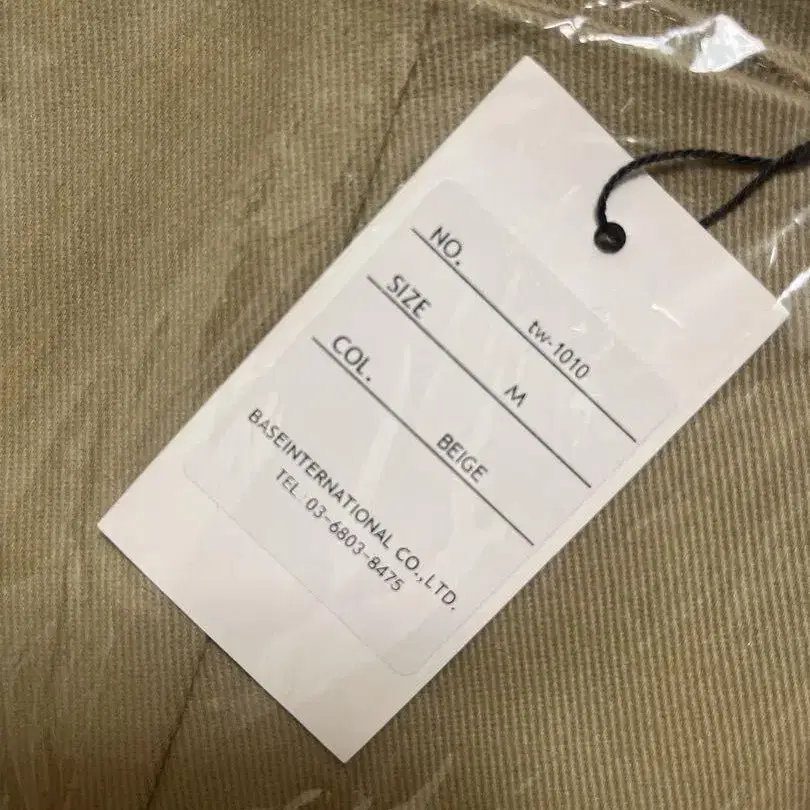 NO. tw-1010
SIZE M
COL. BEIGE
BASEINTERNATIONAL CO.,LTD.
TEL : 03-6803-8475